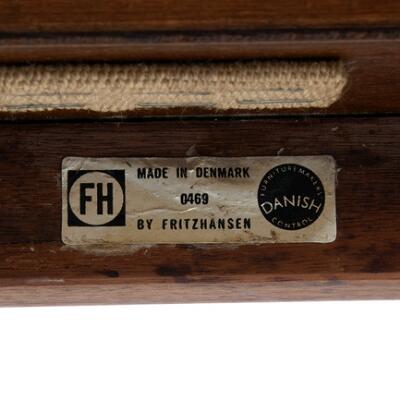 FH
MADE IN DENMARK
0469
BY FRITZHANSEN
FURNITUREMAKERS
DANISH
CONTROL